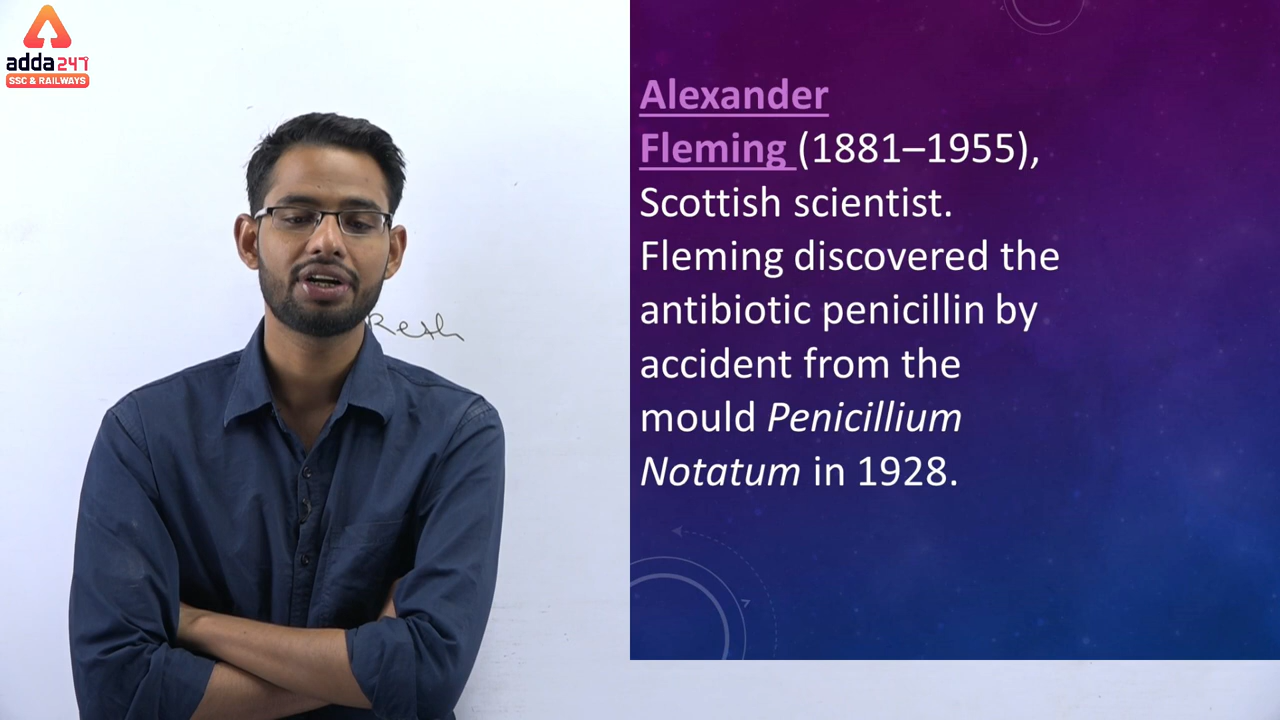 adda247
SSC & RAILWAYS
Alexander
Fleming (1881–1955),
Scottish scientist.
Fleming discovered the
antibiotic penicillin by
accident from the
mould Penicillium
Notatum in 1928.